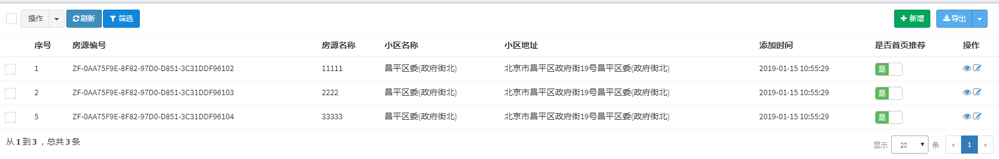 操作 刷新 筛选 新增 导出
序号 房源编号 房源名称 小区名称 小区地址 添加时间 是否首页推荐 操作
1 ZF-0AA75F9E-8F82-97D0-D851-3C31DDF96102 11111 昌平区委(政府街北) 北京市昌平区政府街19号昌平区委(政府街北) 2019-01-15 10:55:29 是
2 ZF-0AA75F9E-8F82-97D0-D851-3C31DDF96103 2222 昌平区委(政府街北) 北京市昌平区政府街19号昌平区委(政府街北) 2019-01-15 10:55:29 是
5 ZF-0AA75F9E-8F82-97D0-D851-3C31DDF96104 33333 昌平区委(政府街北) 北京市昌平区政府街19号昌平区委(政府街北) 2019-01-15 10:55:29 是
从 1 到 3 ，总共 3 条 显示 20 条 « 1 »